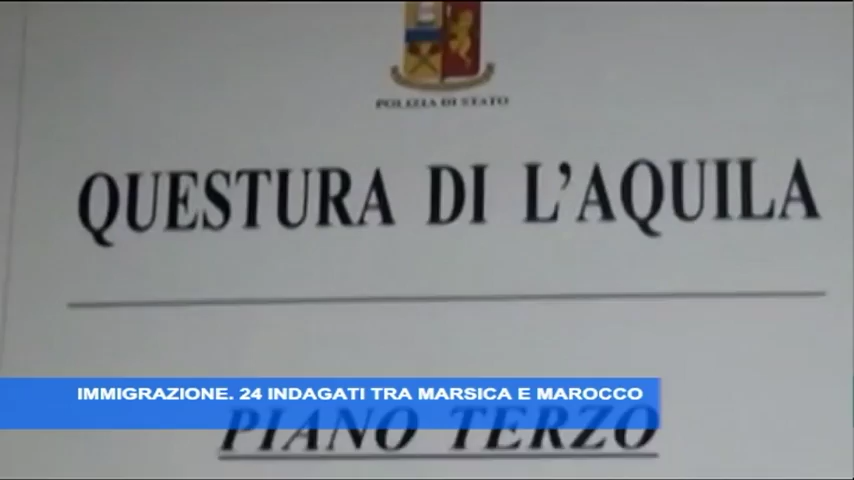 POLIZIA DI STATO
QUESTURA DI L'AQUILA
IMMIGRAZIONE. 24 INDAGATI TRA MARSICA E MAROCCO
PIANO TERZO